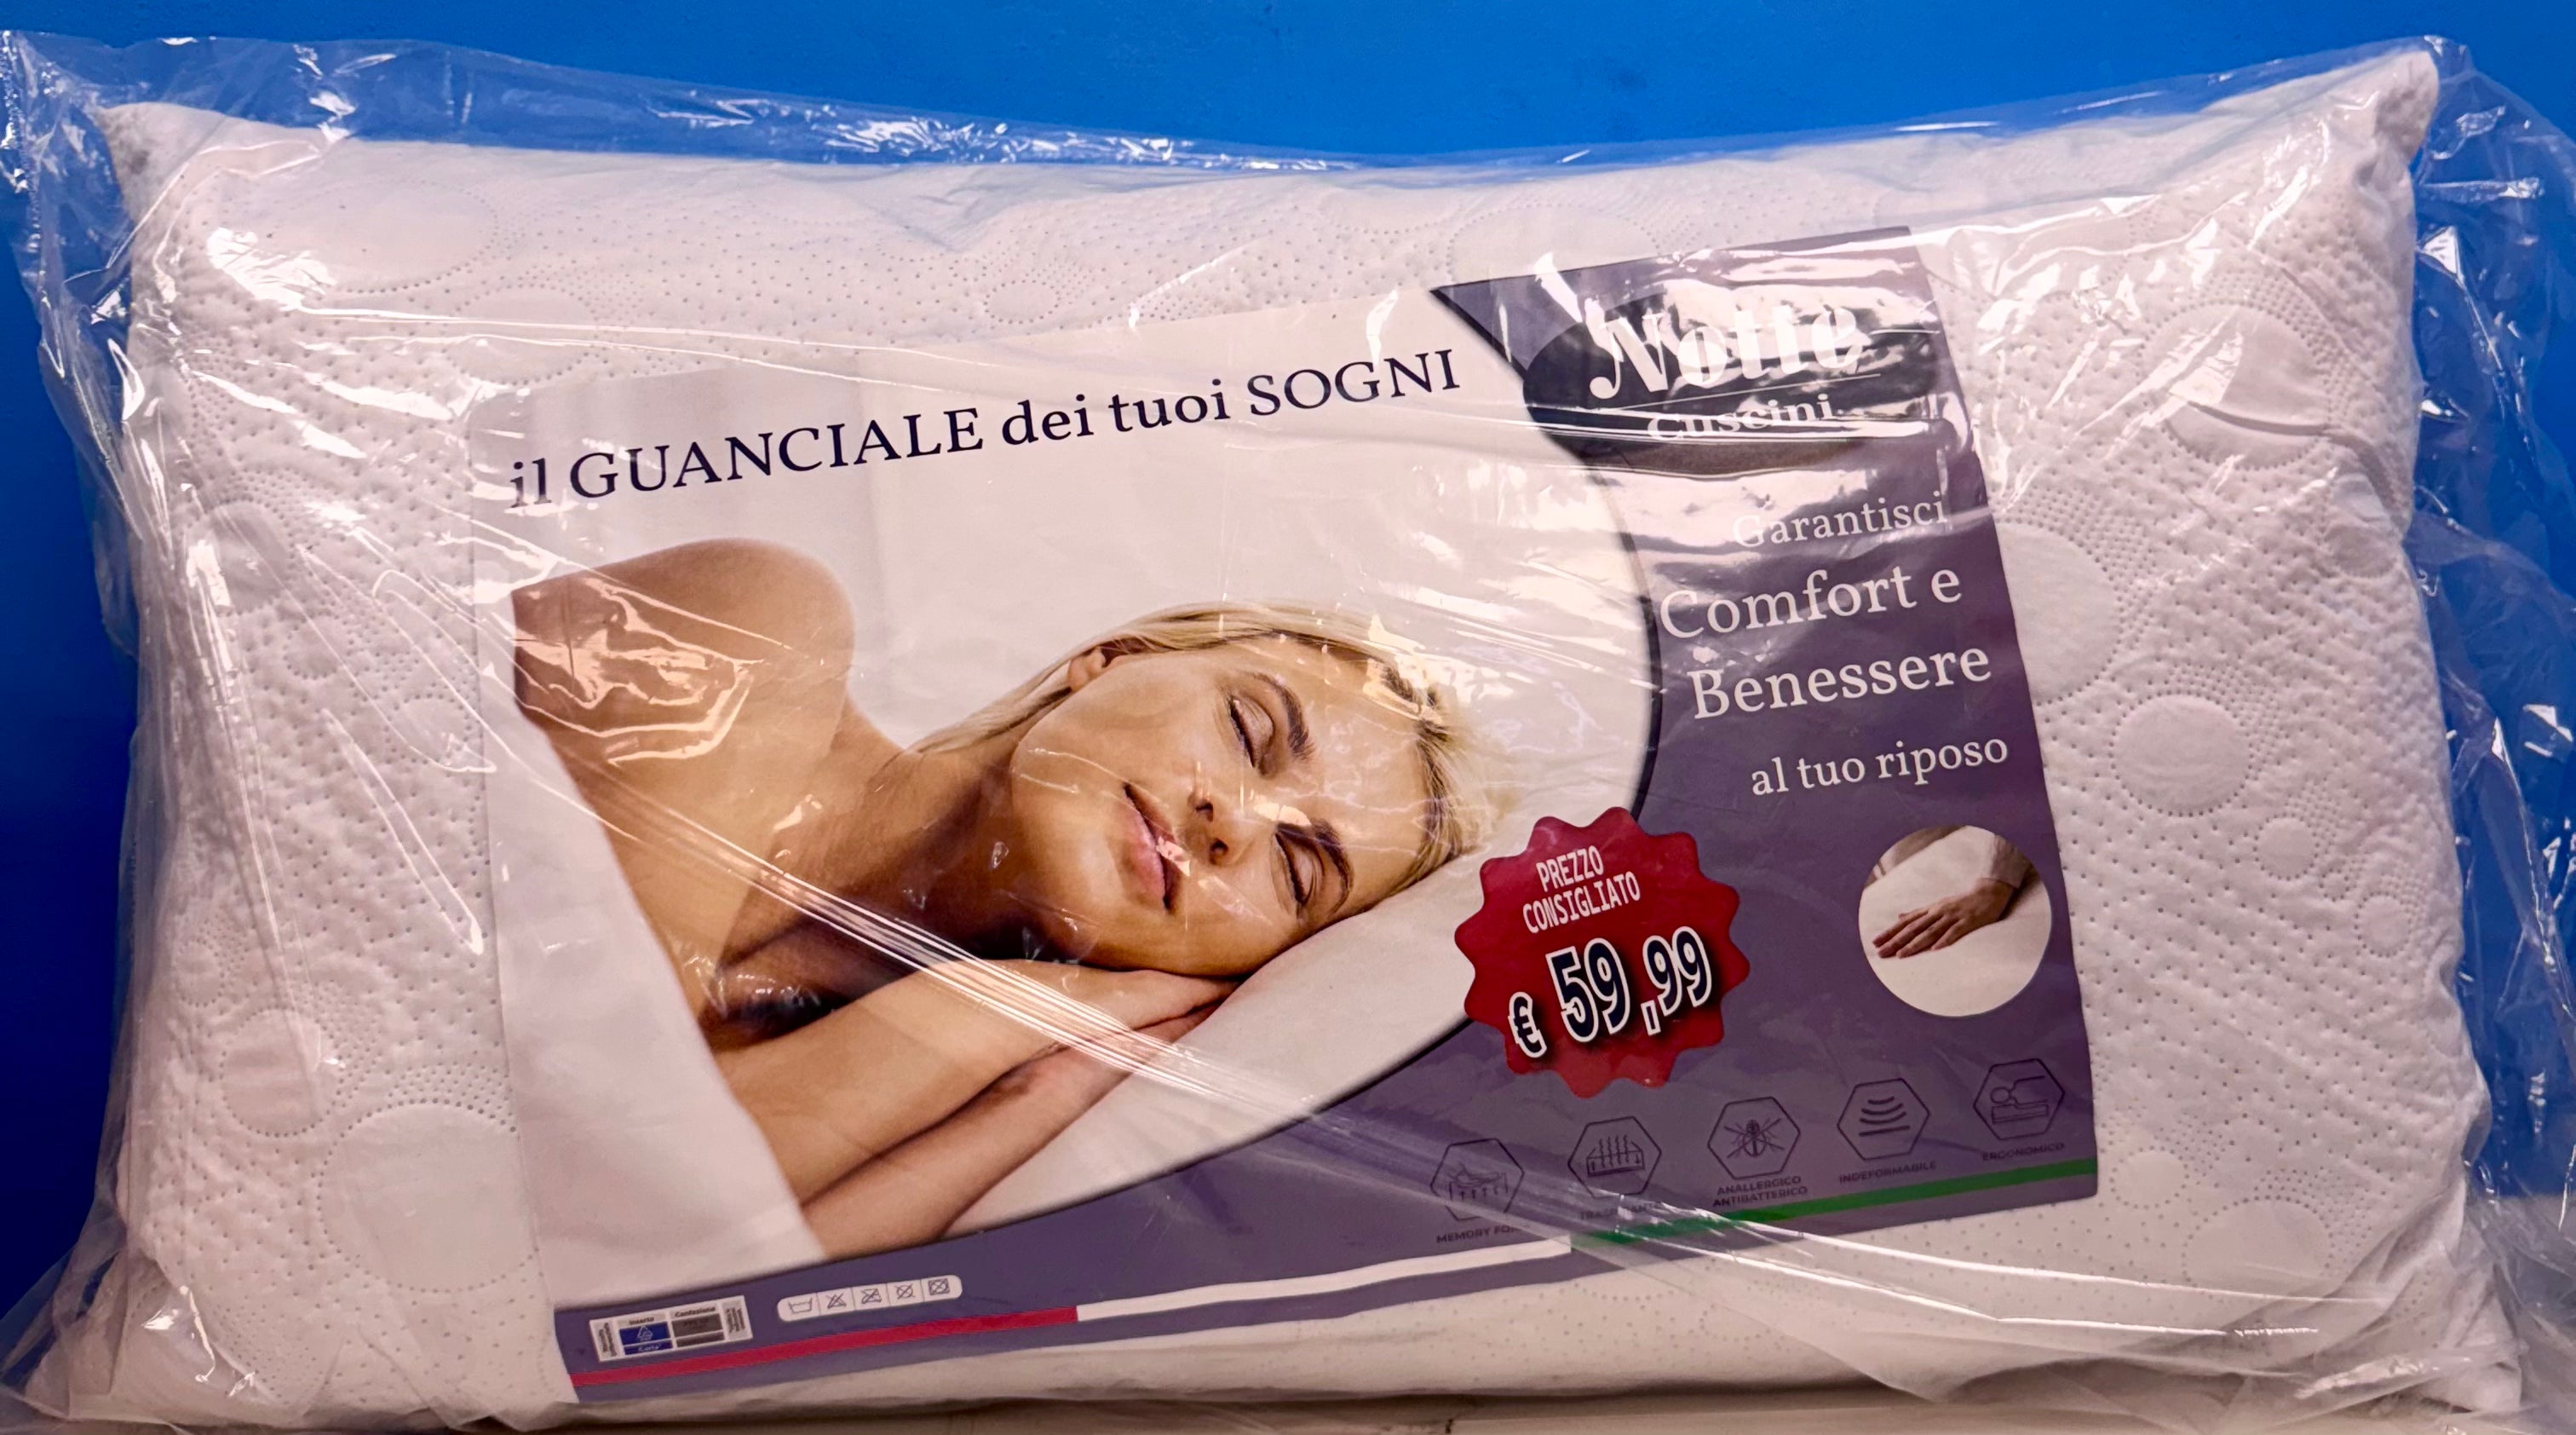 il GUANCIALE dei tuoi SOGNI
Notte
cuscini
Garantisci
Comfort e
Benessere
al tuo riposo
PREZZO
CONSIGLIATO
€ 59,99
MEMORY
ANALLERGICO
ANTIBATTERICO
INDEFORMABILE
ERGONOMICO